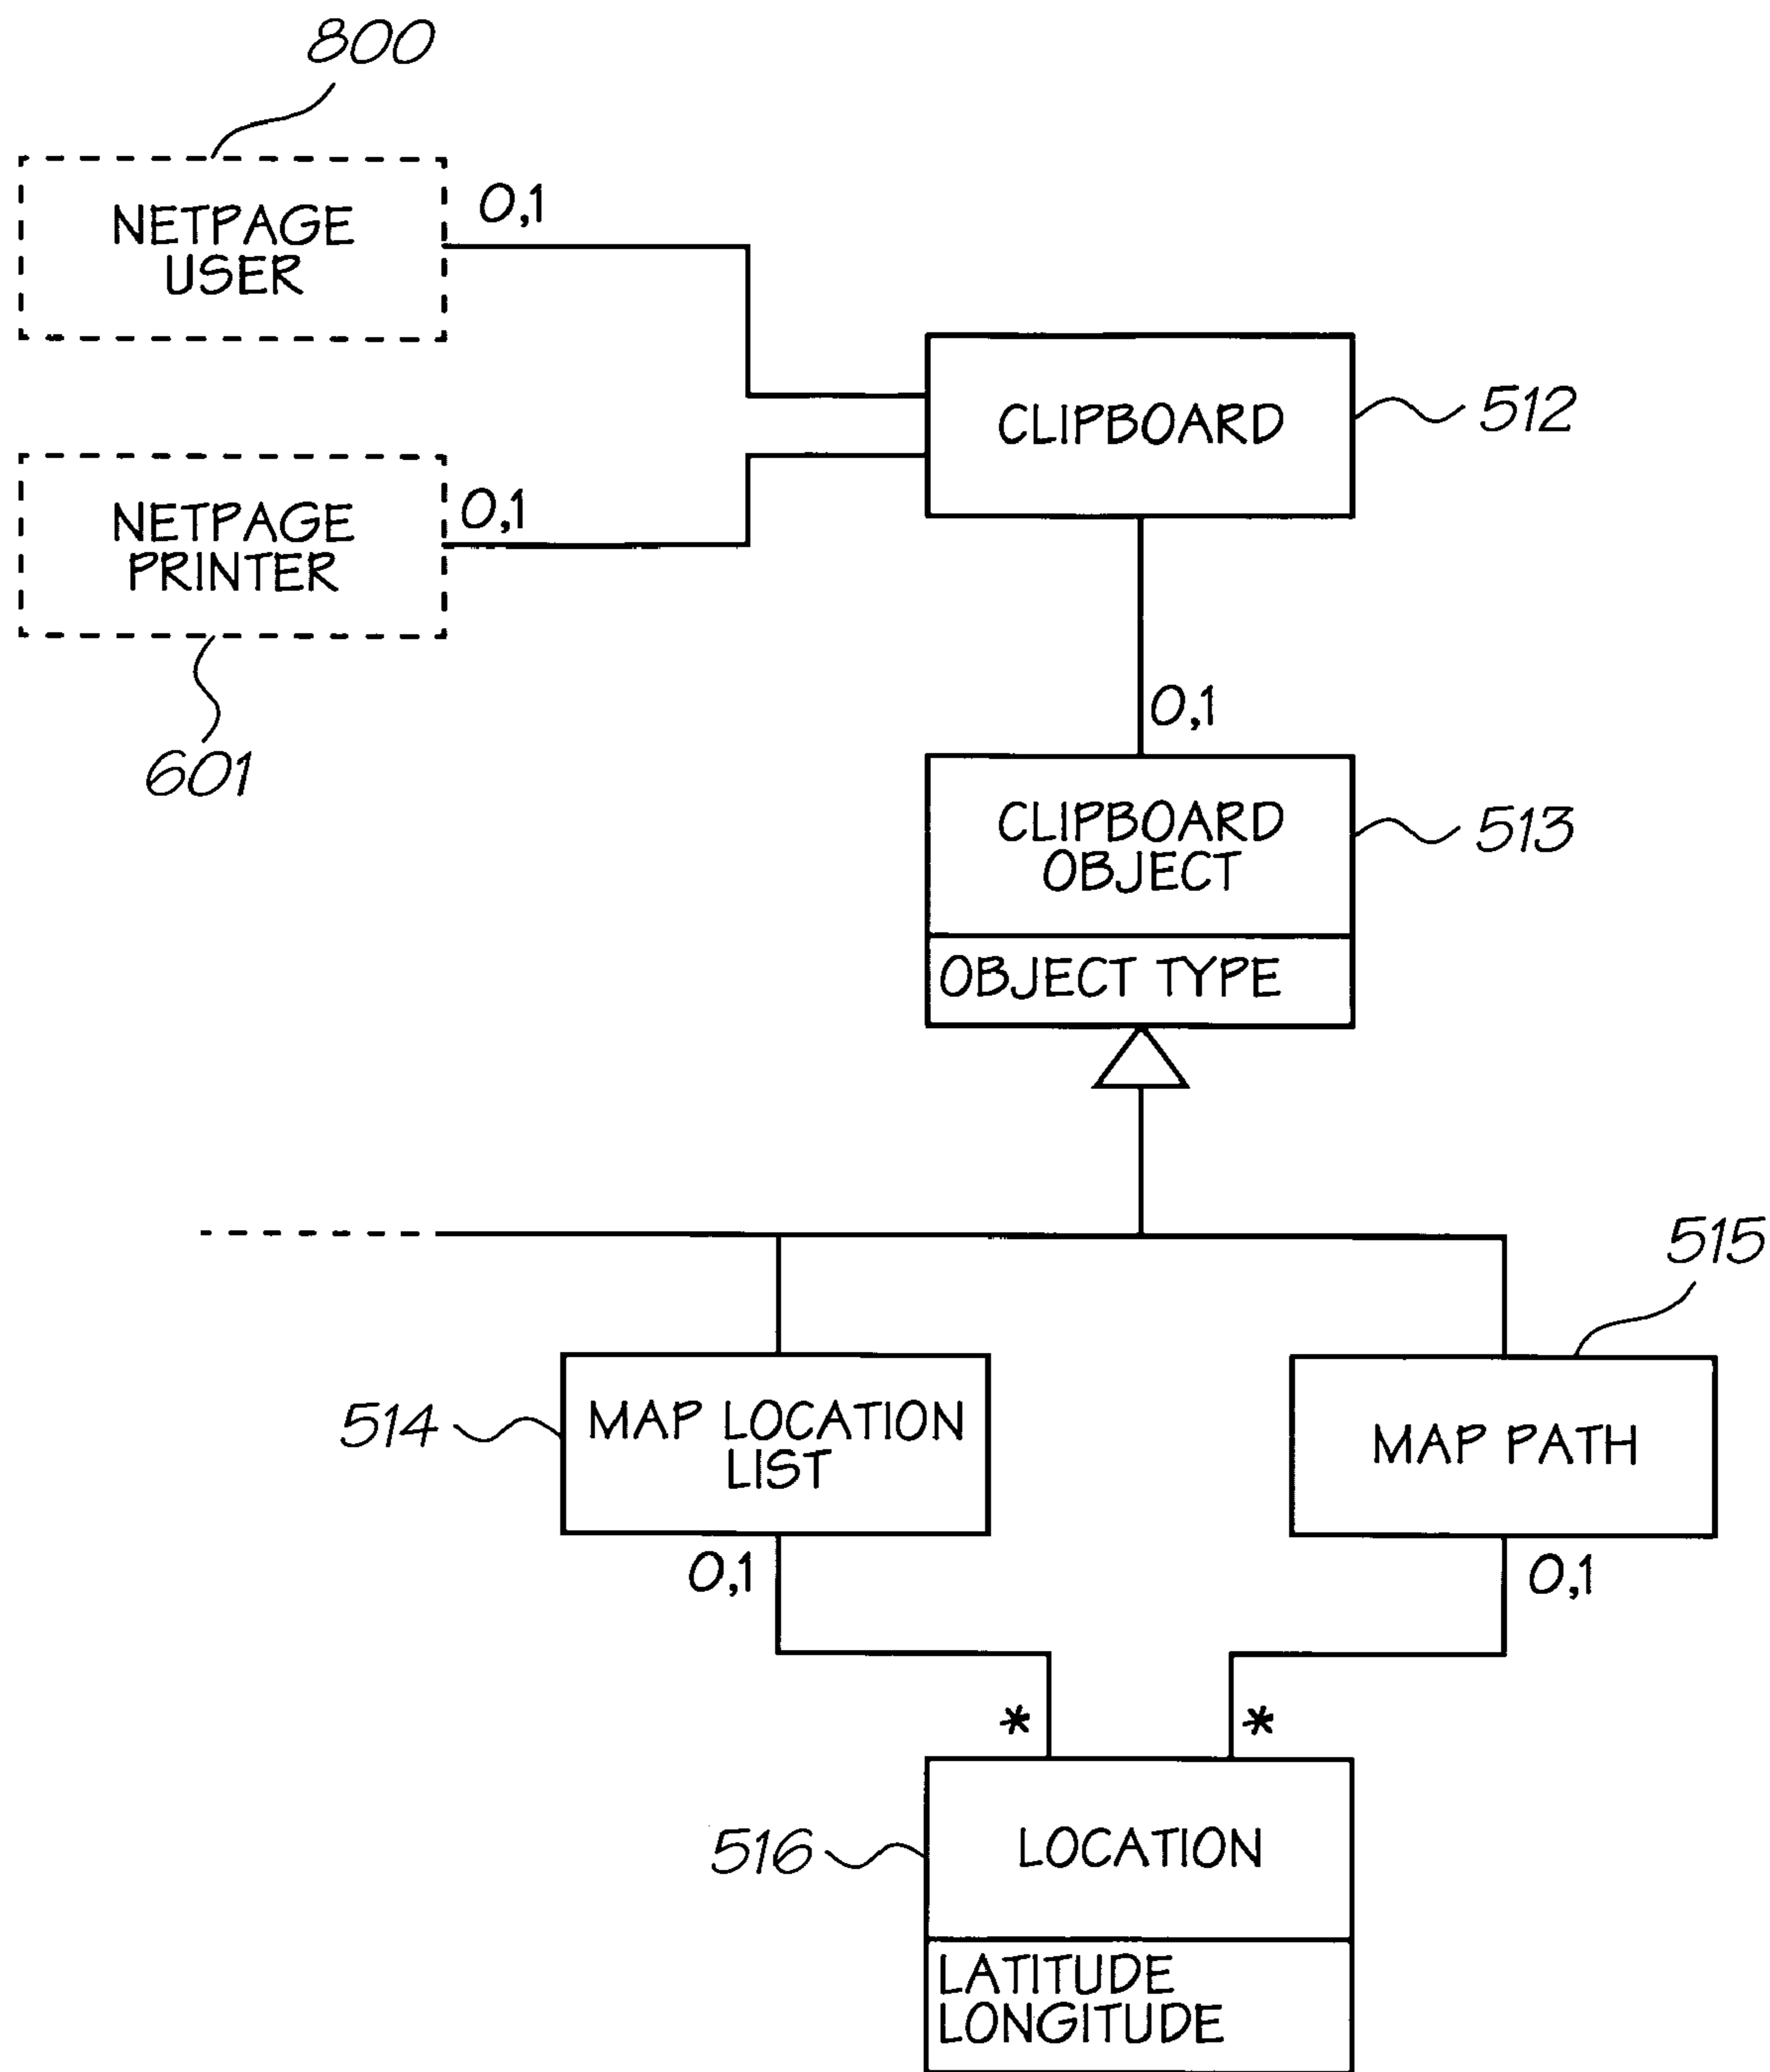 800
NETPAGE
USER
0,1
CLIPBOARD
512
NETPAGE
PRINTER
0,1
601
0,1
CLIPBOARD
OBJECT
513
OBJECT TYPE
515
514
MAP LOCATION
LIST
MAP PATH
0,1
0,1
*
*
516
LOCATION
LATITUDE
LONGITUDE